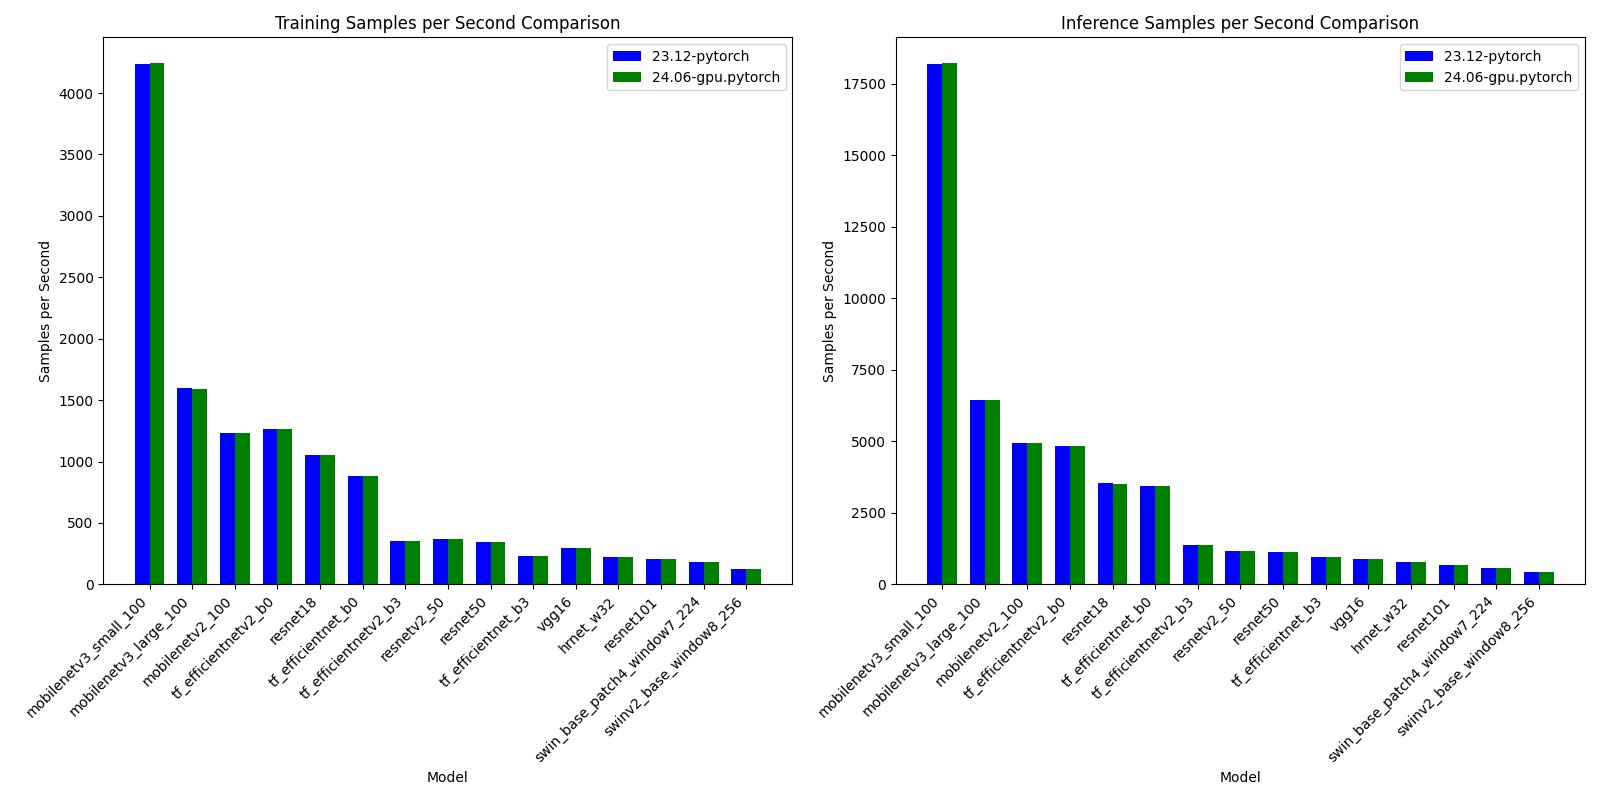 Training Samples per Second Comparison
Samples per Second
4000
3500
3000
2500
2000
1500
1000
500
0
23.12-pytorch
24.06-gpu.pytorch
mobilenetv3_small_100
mobilenetv3_large_100
mobilenetv2_100
tf_efficientnetv2_b0
resnet18
tf_efficientnet_b0
tf_efficientnetv2_b3
resnetv2_50
resnet50
tf_efficientnet_b3
vgg16
hrnet_w32
resnet101
swin_base_patch4_window7_224
swinv2_base_window8_256
Model
Inference Samples per Second Comparison
Samples per Second
17500
15000
12500
10000
7500
5000
2500
0
23.12-pytorch
24.06-gpu.pytorch
mobilenetv3_small_100
mobilenetv3_large_100
mobilenetv2_100
tf_efficientnetv2_b0
resnet18
tf_efficientnet_b0
tf_efficientnetv2_b3
resnetv2_50
resnet50
tf_efficientnet_b3
vgg16
hrnet_w32
resnet101
swin_base_patch4_window7_224
swinv2_base_window8_256
Model